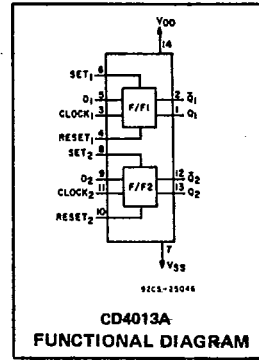 VDD
14
6
SET1
5
D1
F/F1
2 Q̅1
CLOCK1 3
1 Q1
4
RESET1
SET2
8
9
D2
F/F2
12 Q̅2
CLOCK2 11
13 Q2
10
RESET2
7
VSS
92CS-25046
CD4013A
FUNCTIONAL DIAGRAM